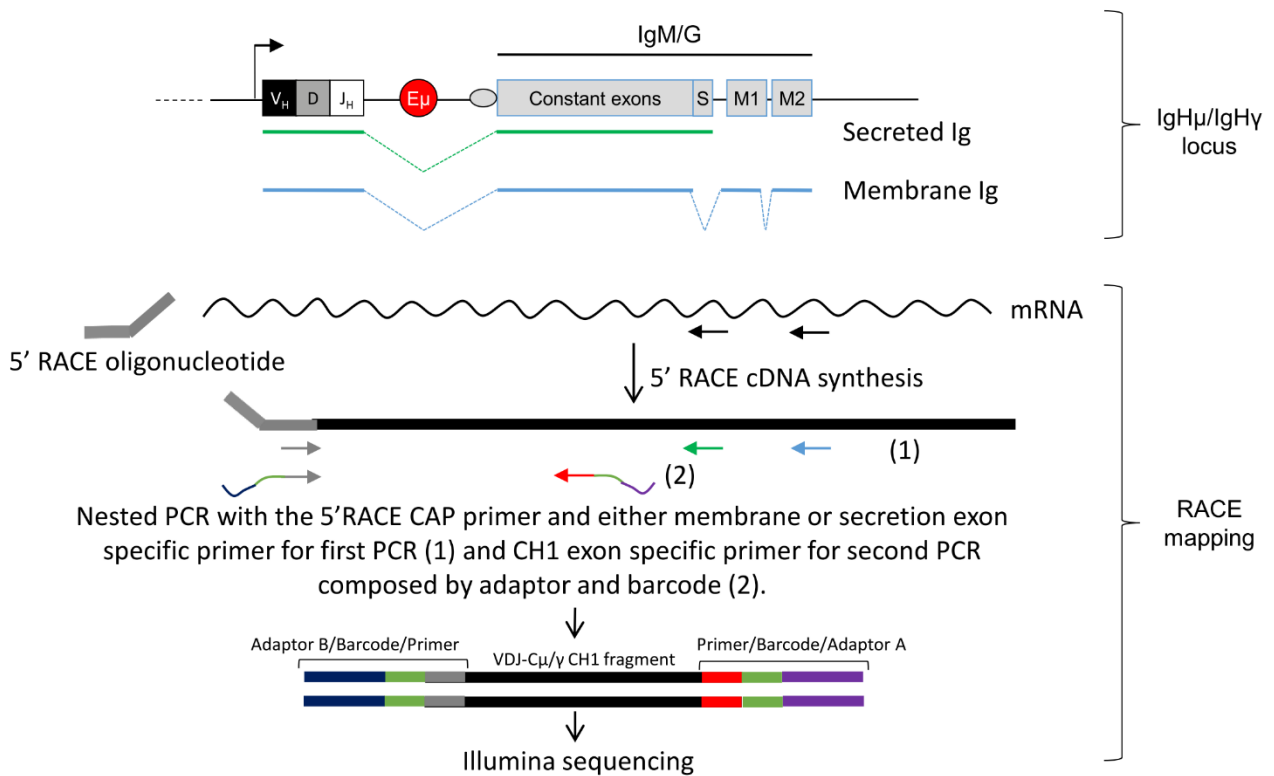 IgM/G
VH D JH Eμ Constant exons S M1 M2
Secreted Ig
Membrane Ig
IgHμ/IgHγ
locus
mRNA
5’ RACE oligonucleotide
5’ RACE cDNA synthesis
(1)
(2)
Nested PCR with the 5’RACE CAP primer and either membrane or secretion exon
specific primer for first PCR (1) and CH1 exon specific primer for second PCR
composed by adaptor and barcode (2).
RACE
mapping
Adaptor B/Barcode/Primer
VDJ-Cμ/γ CH1 fragment
Primer/Barcode/Adaptor A
Illumina sequencing